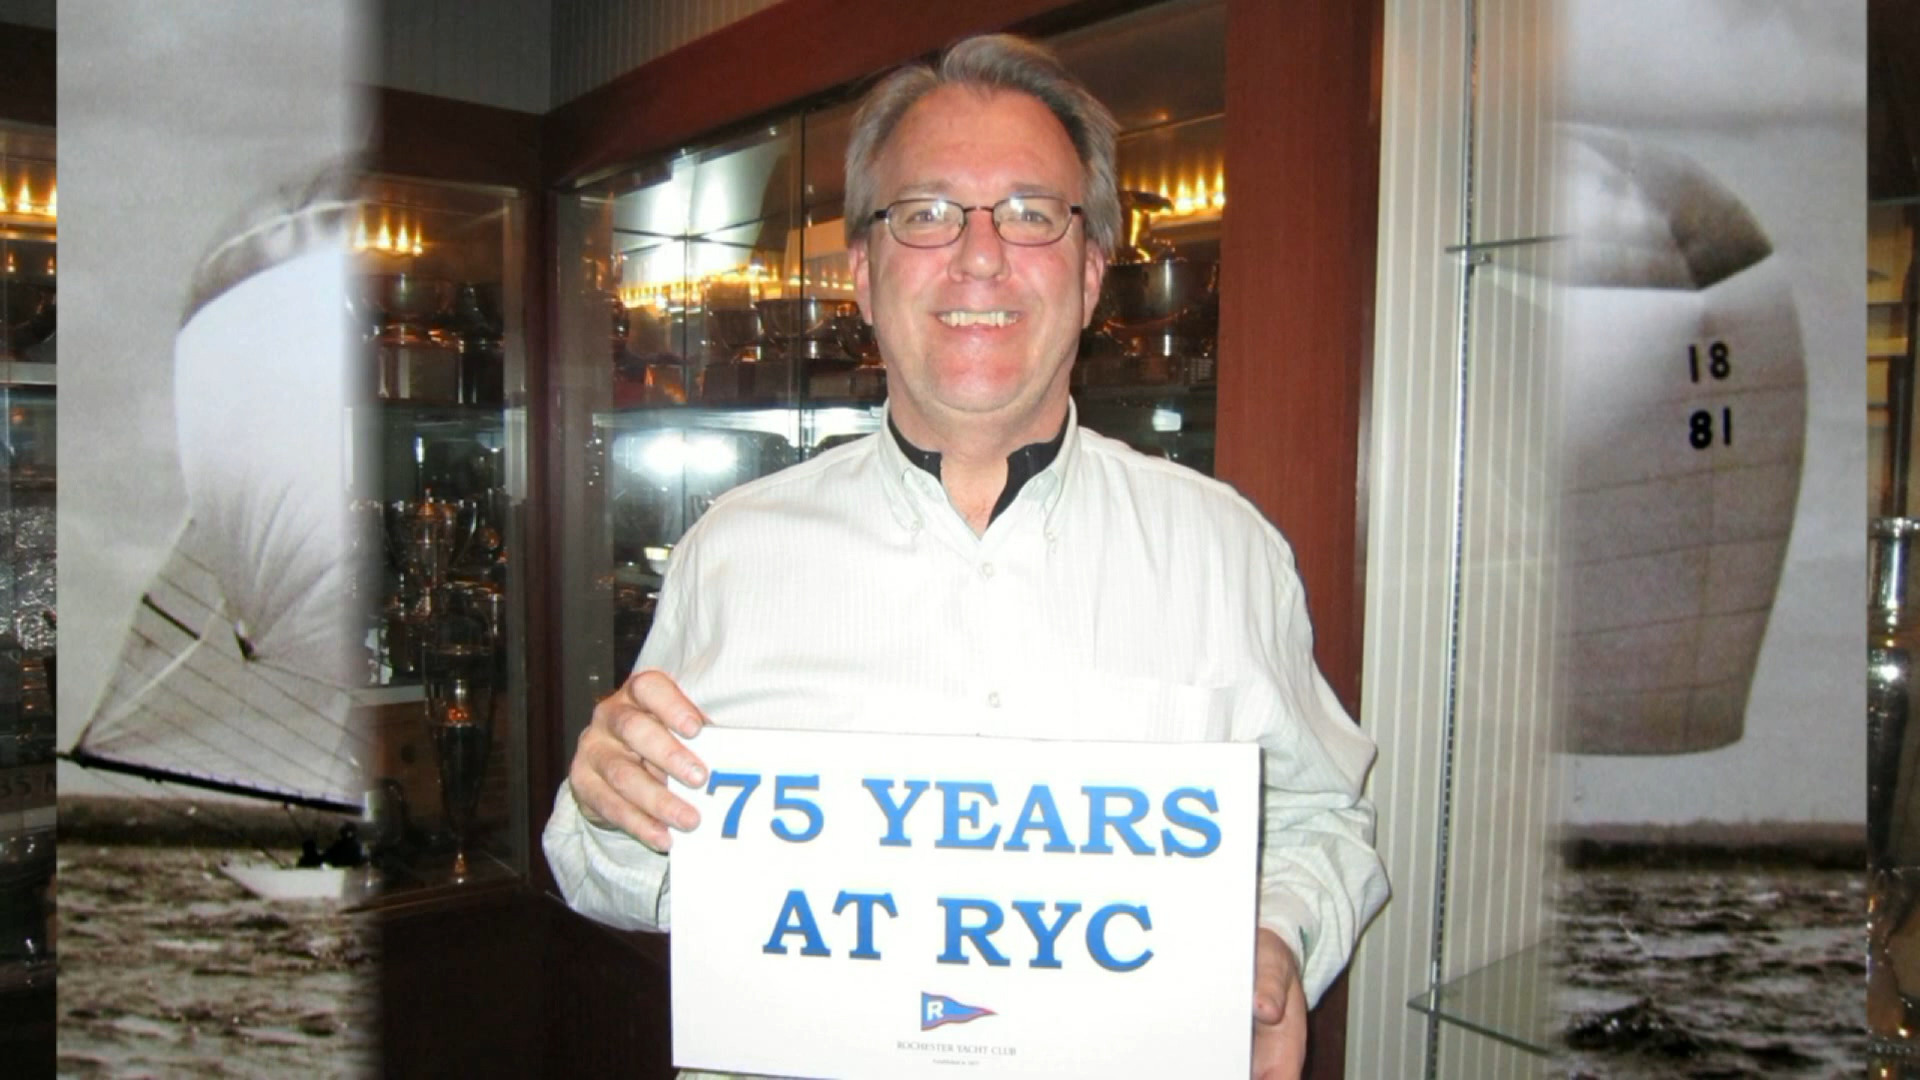 75 YEARS
AT RYC
R
ROCHESTER YACHT CLUB
18
81